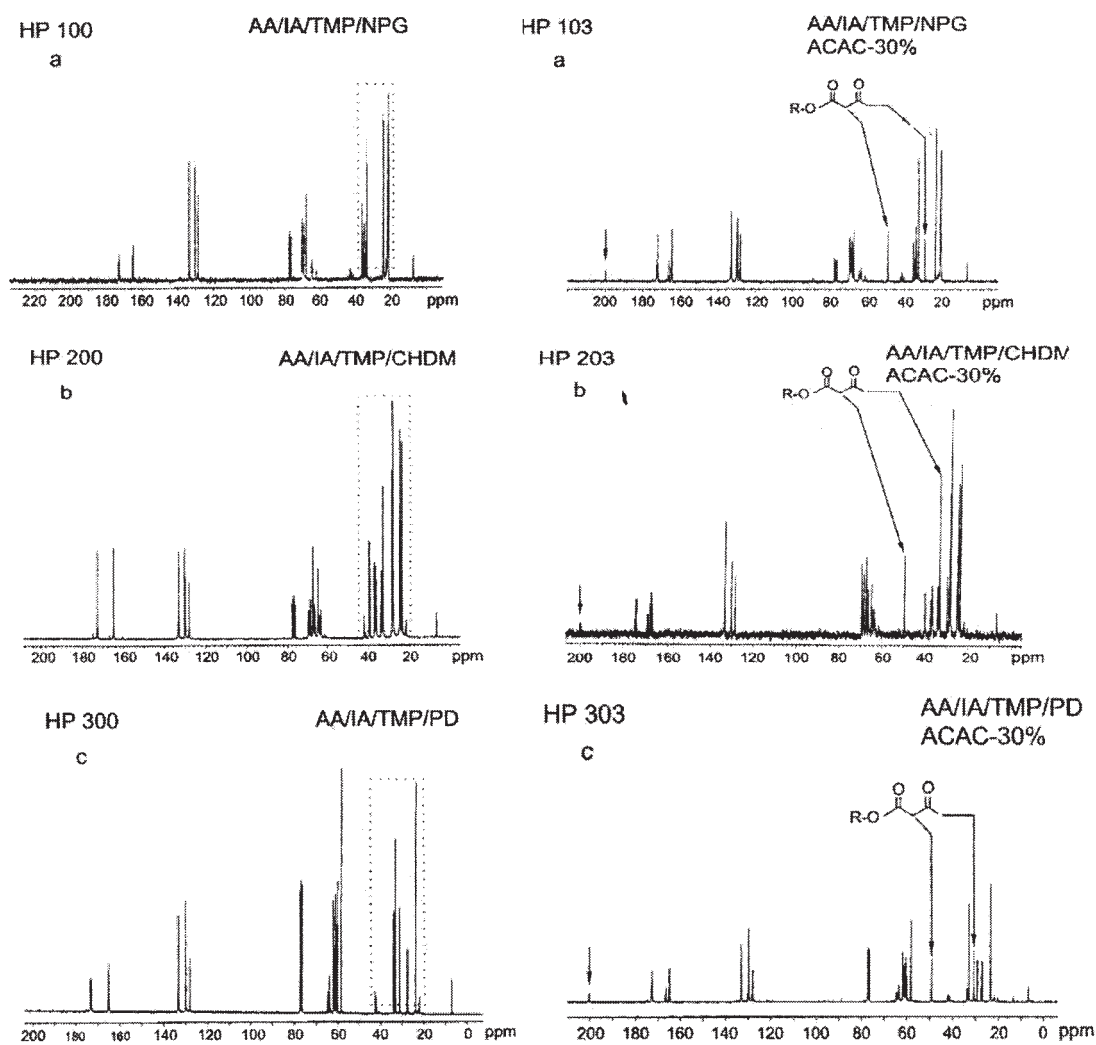 HP 100
AA/IA/TMP/NPG
a
220 200 180 160 140 120 100 80 60 40 20 ppm
HP 103
AA/IA/TMP/NPG
ACAC-30%
a
O O
R-O
200 180 160 140 120 100 80 60 40 20 ppm
HP 200
AA/IA/TMP/CHDM
b
200 180 160 140 120 100 80 60 40 20 ppm
HP 203
AA/IA/TMP/CHDM
ACAC-30%
b
O O
R-O
200 180 160 140 120 100 80 60 40 20 ppm
HP 300
AA/IA/TMP/PD
c
200 180 160 140 120 100 80 60 40 20 0 ppm
HP 303
AA/IA/TMP/PD
ACAC-30%
c
O O
R-O
200 180 160 140 120 100 80 60 40 20 0 ppm